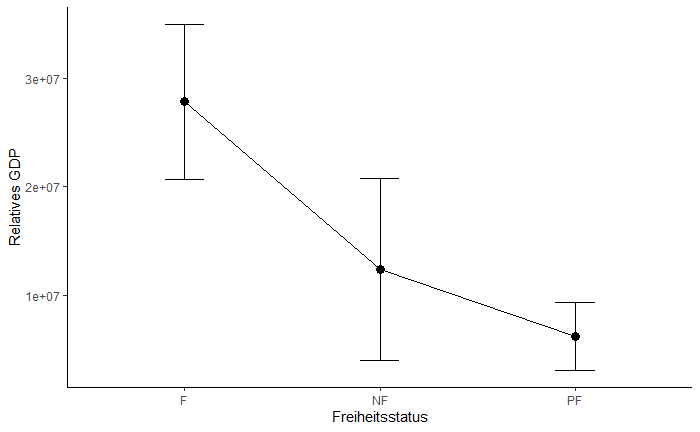 Relatives GDP
3e+07
2e+07
1e+07
F NF PF
Freiheitsstatus